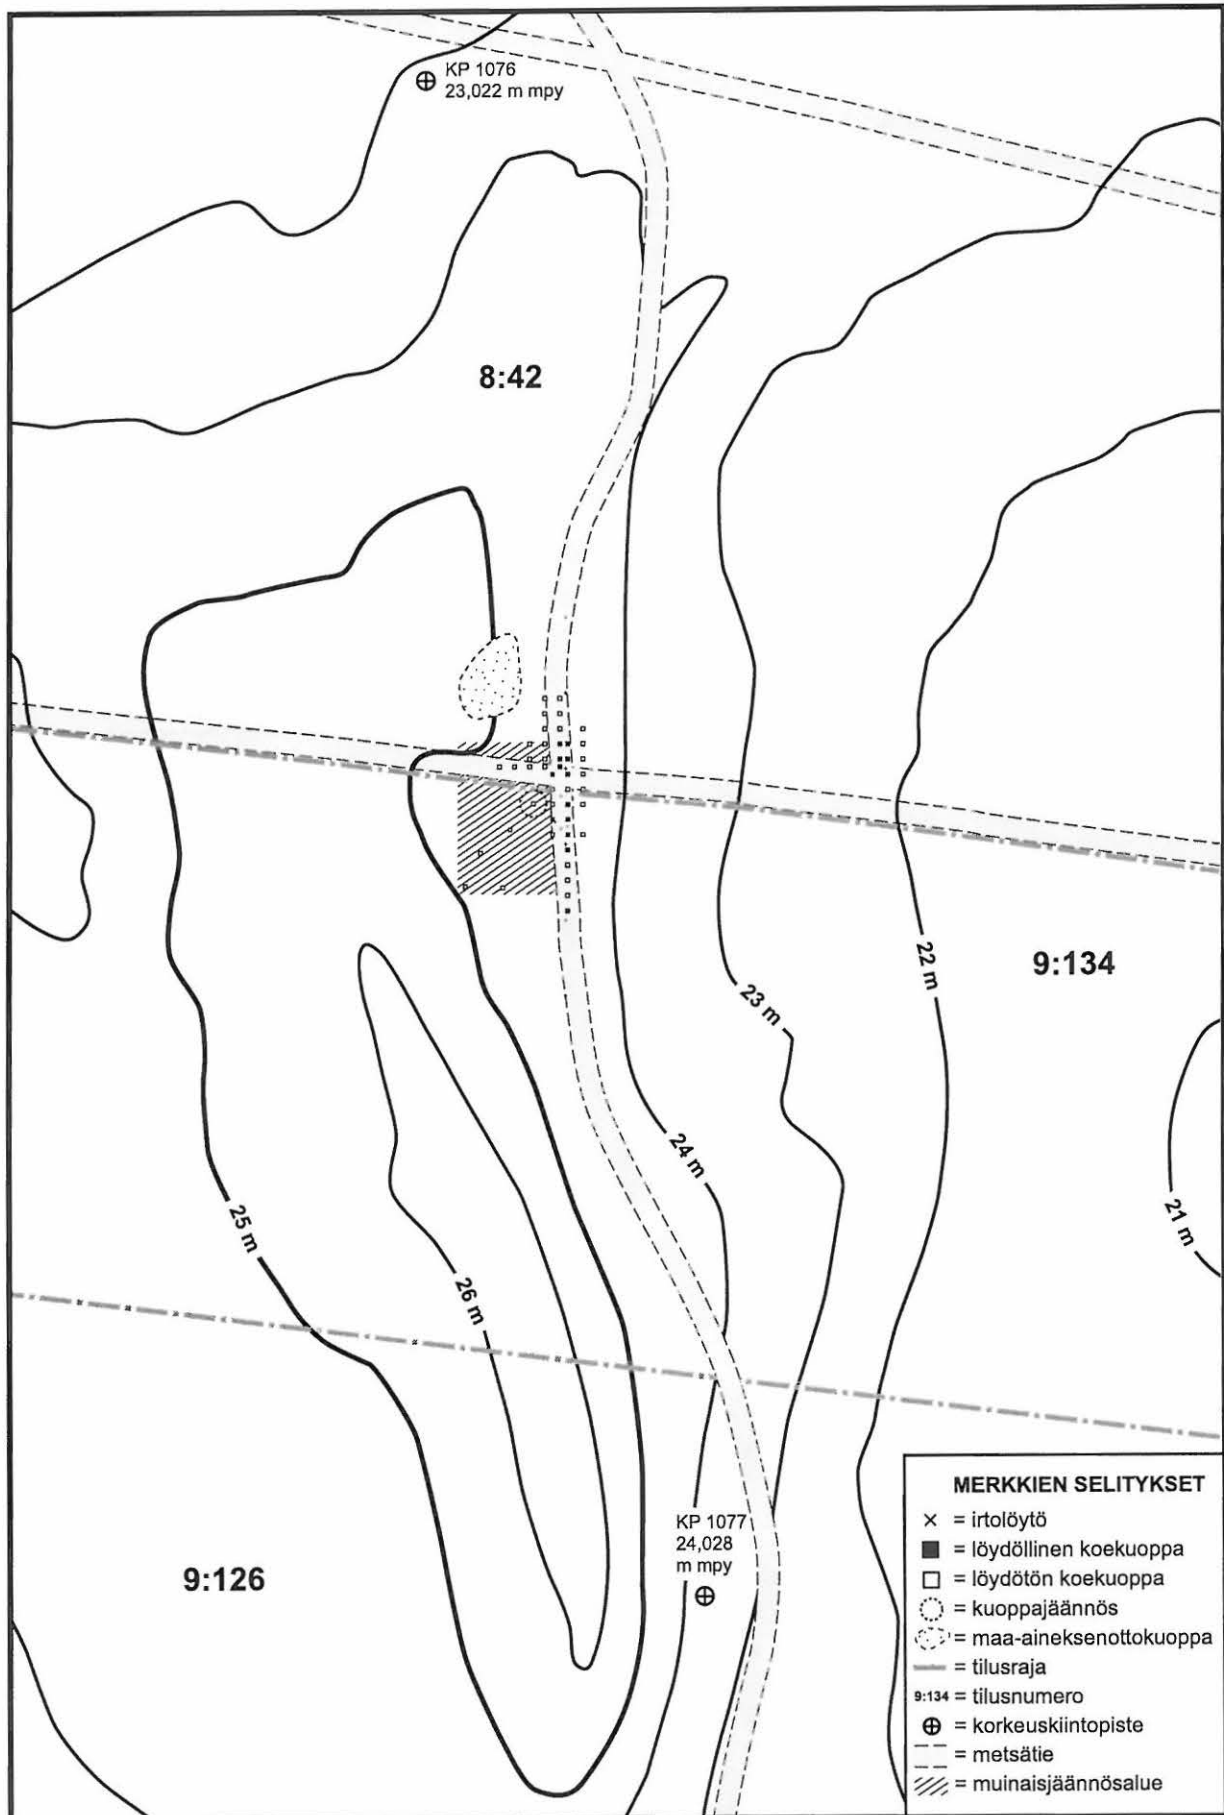 KP 1076
23,022 m mpy
8:42
9:134
22 m
23 m
24 m
21 m
25 m
26 m
KP 1077
24,028
m mpy
9:126
MERKKIEN SELITYKSET
× = irtolöytö
■ = löydöllinen koekuoppa
□ = löydötön koekuoppa
= kuoppajäännös
= maa-aineksenottokuoppa
= tilusraja
9:134 = tilusnumero
⊕ = korkeuskiintopiste
= metsätie
= muinaisjäännösalue